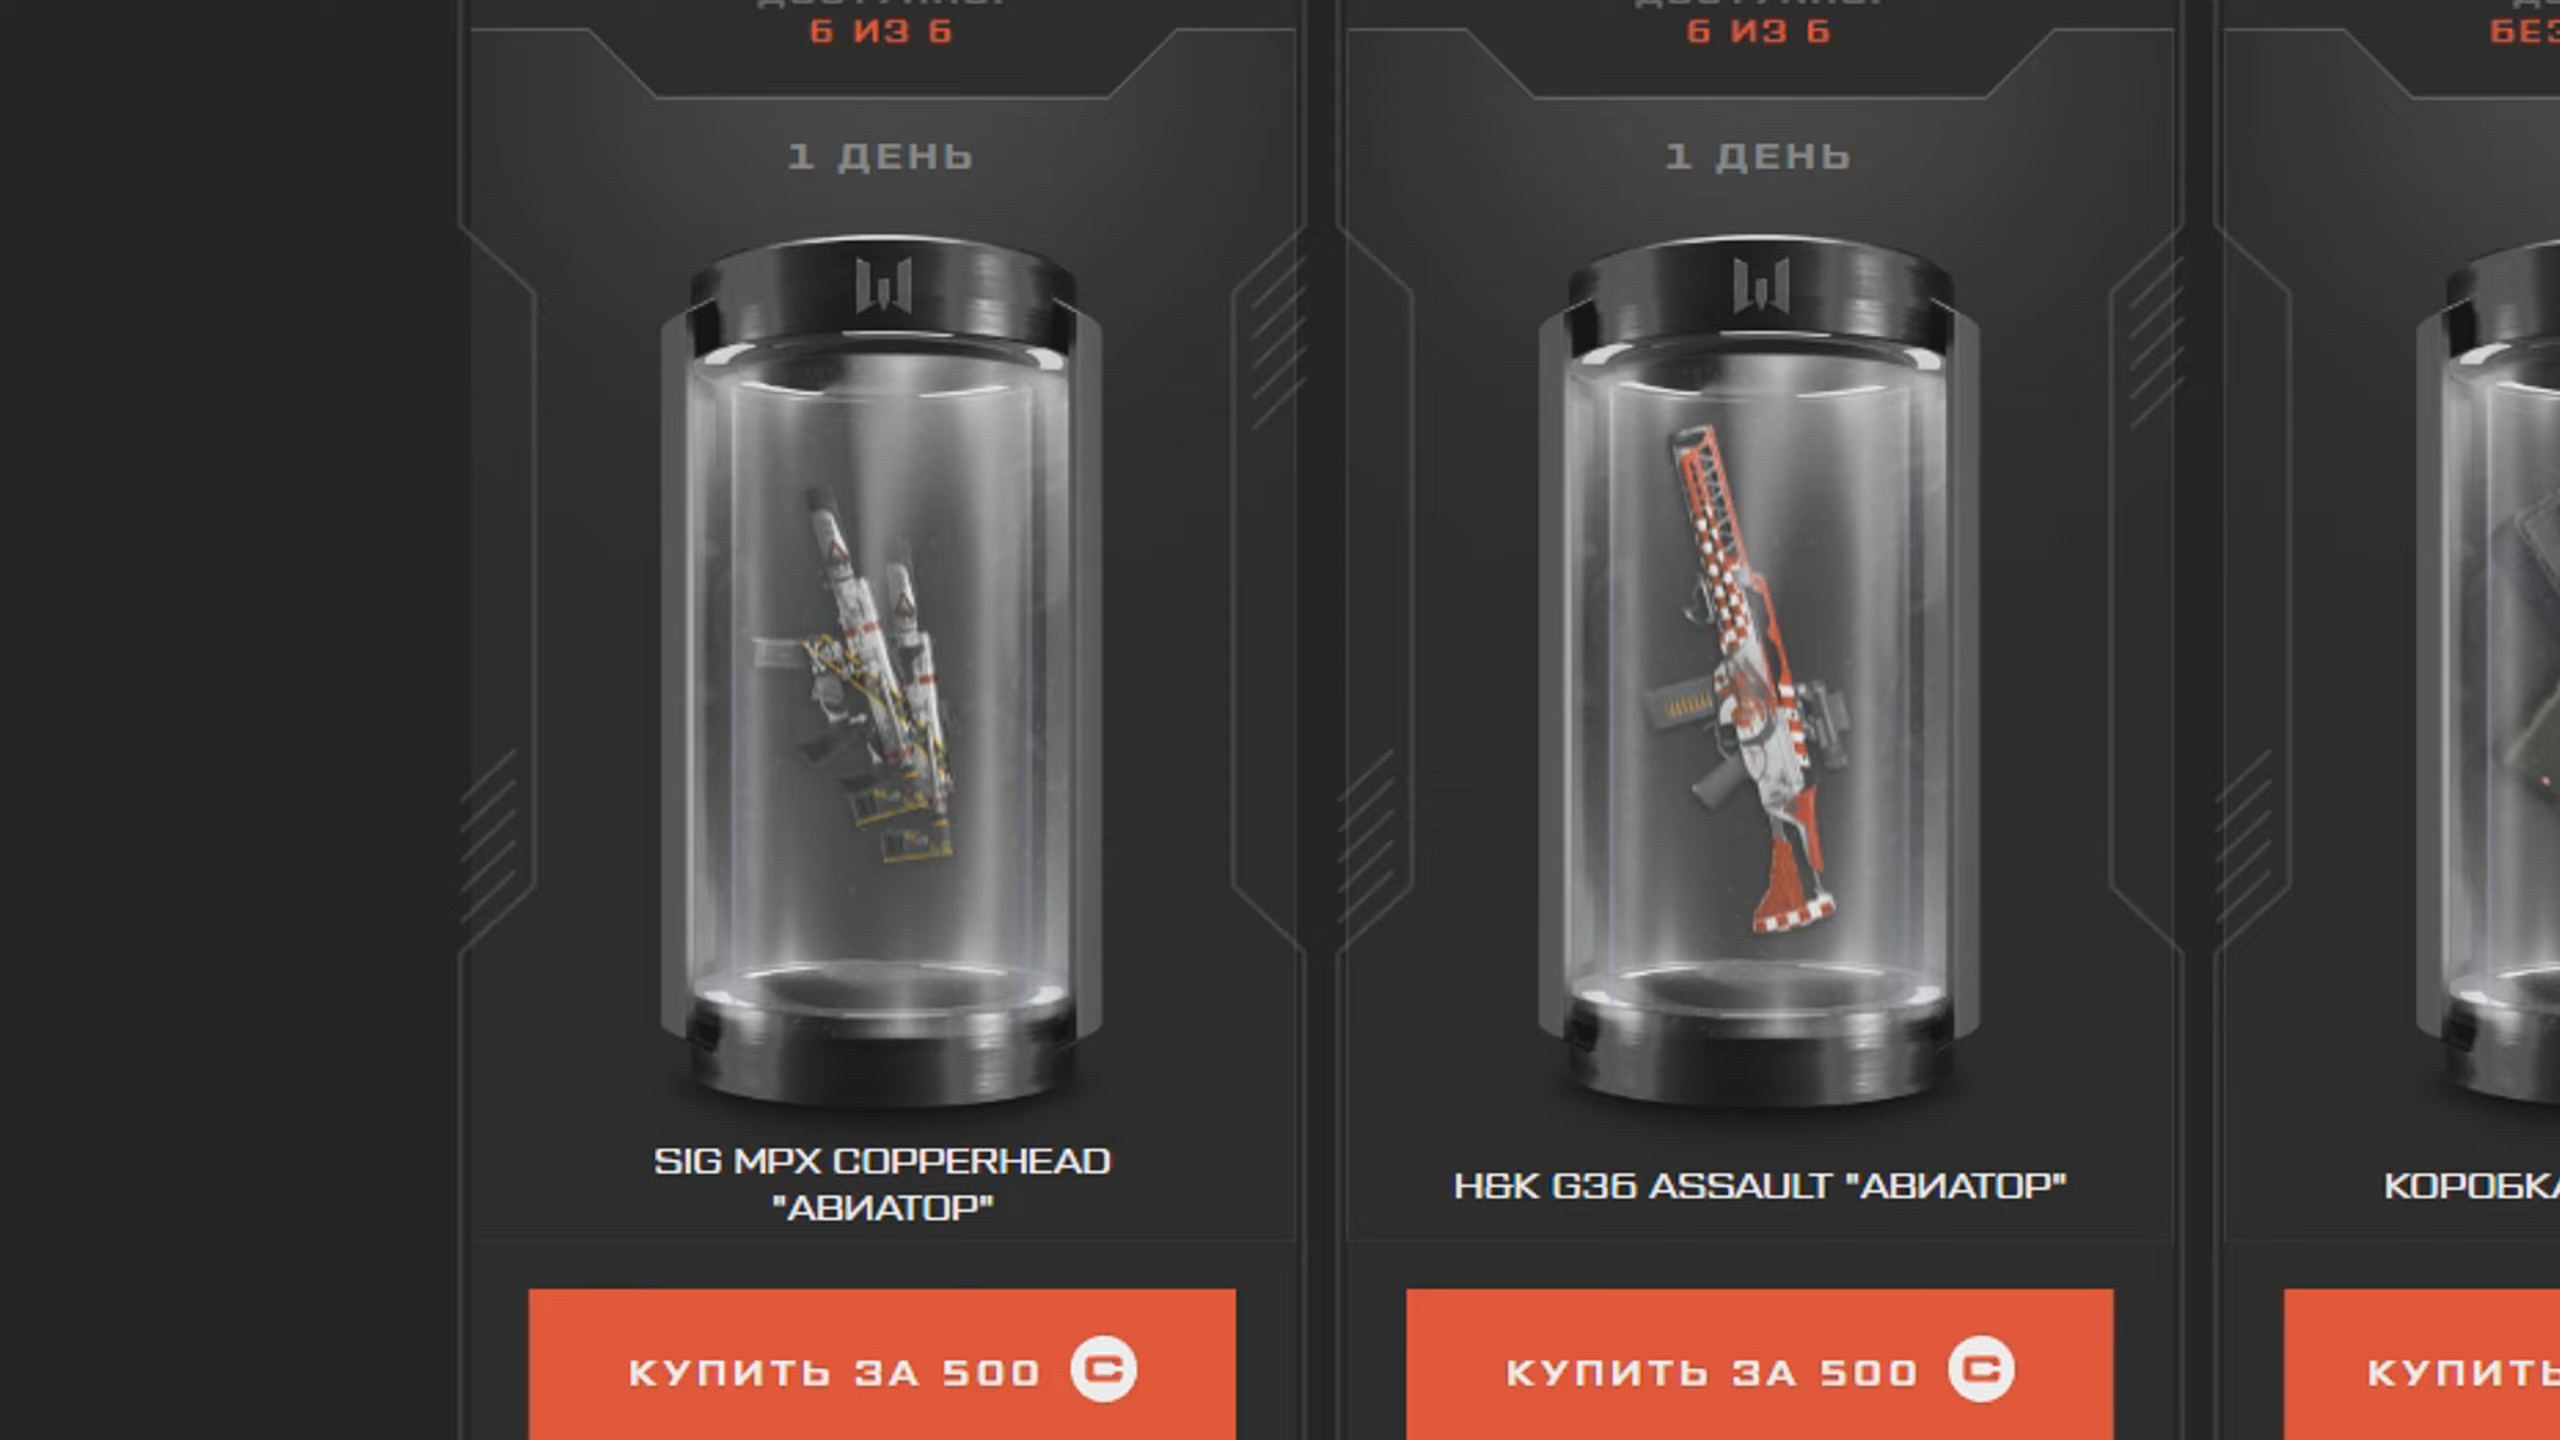 6 ИЗ 6
6 ИЗ 6
1 ДЕНЬ
1 ДЕНЬ
SIG MPX COPPERHEAD
"АВИАТОР"
H&K G36 ASSAULT "АВИАТОР"
КУПИТЬ ЗА 500
КУПИТЬ ЗА 500